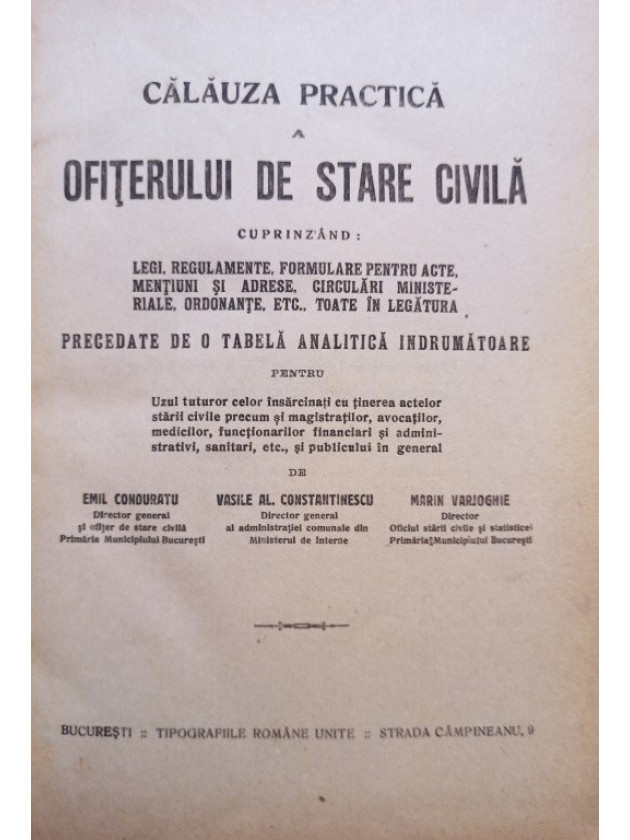 CĂLĂUZA PRACTICĂ
A
OFIŢERULUI DE STARE CIVILĂ
CUPRINZÂND :
LEGI, REGULAMENTE, FORMULARE PENTRU ACTE,
MENŢIUNI ŞI ADRESE, CIRCULĂRI MINISTE-
RIALE, ORDONANŢE, ETC., TOATE ÎN LEGĂTURA
PRECEDATE DE O TABELĂ ANALITICĂ INDRUMĂTOARE
PENTRU
Uzul tuturor celor însărcinaţi cu ţinerea actelor
stării civile precum şi magistraţilor, avocaţilor,
medicilor, funcţionarilor financiari şi admini-
strativi, sanitari, etc., şi publicului în general
DE
EMIL CONDURATU VASILE AL. CONSTANTINESCU MARIN VARJOGHIE
Director general Director general Director
şi ofiţer de stare civilă al administraţiei comunale din Oficiul stării civile şi statisticei
Primăria Municipiului Bucureşti Ministerul de Interne Primăria Municipiului Bucureşti
BUCUREŞTI :: TIPOGRAFIILE ROMÂNE UNITE :: STRADA CÂMPINEANU, 9